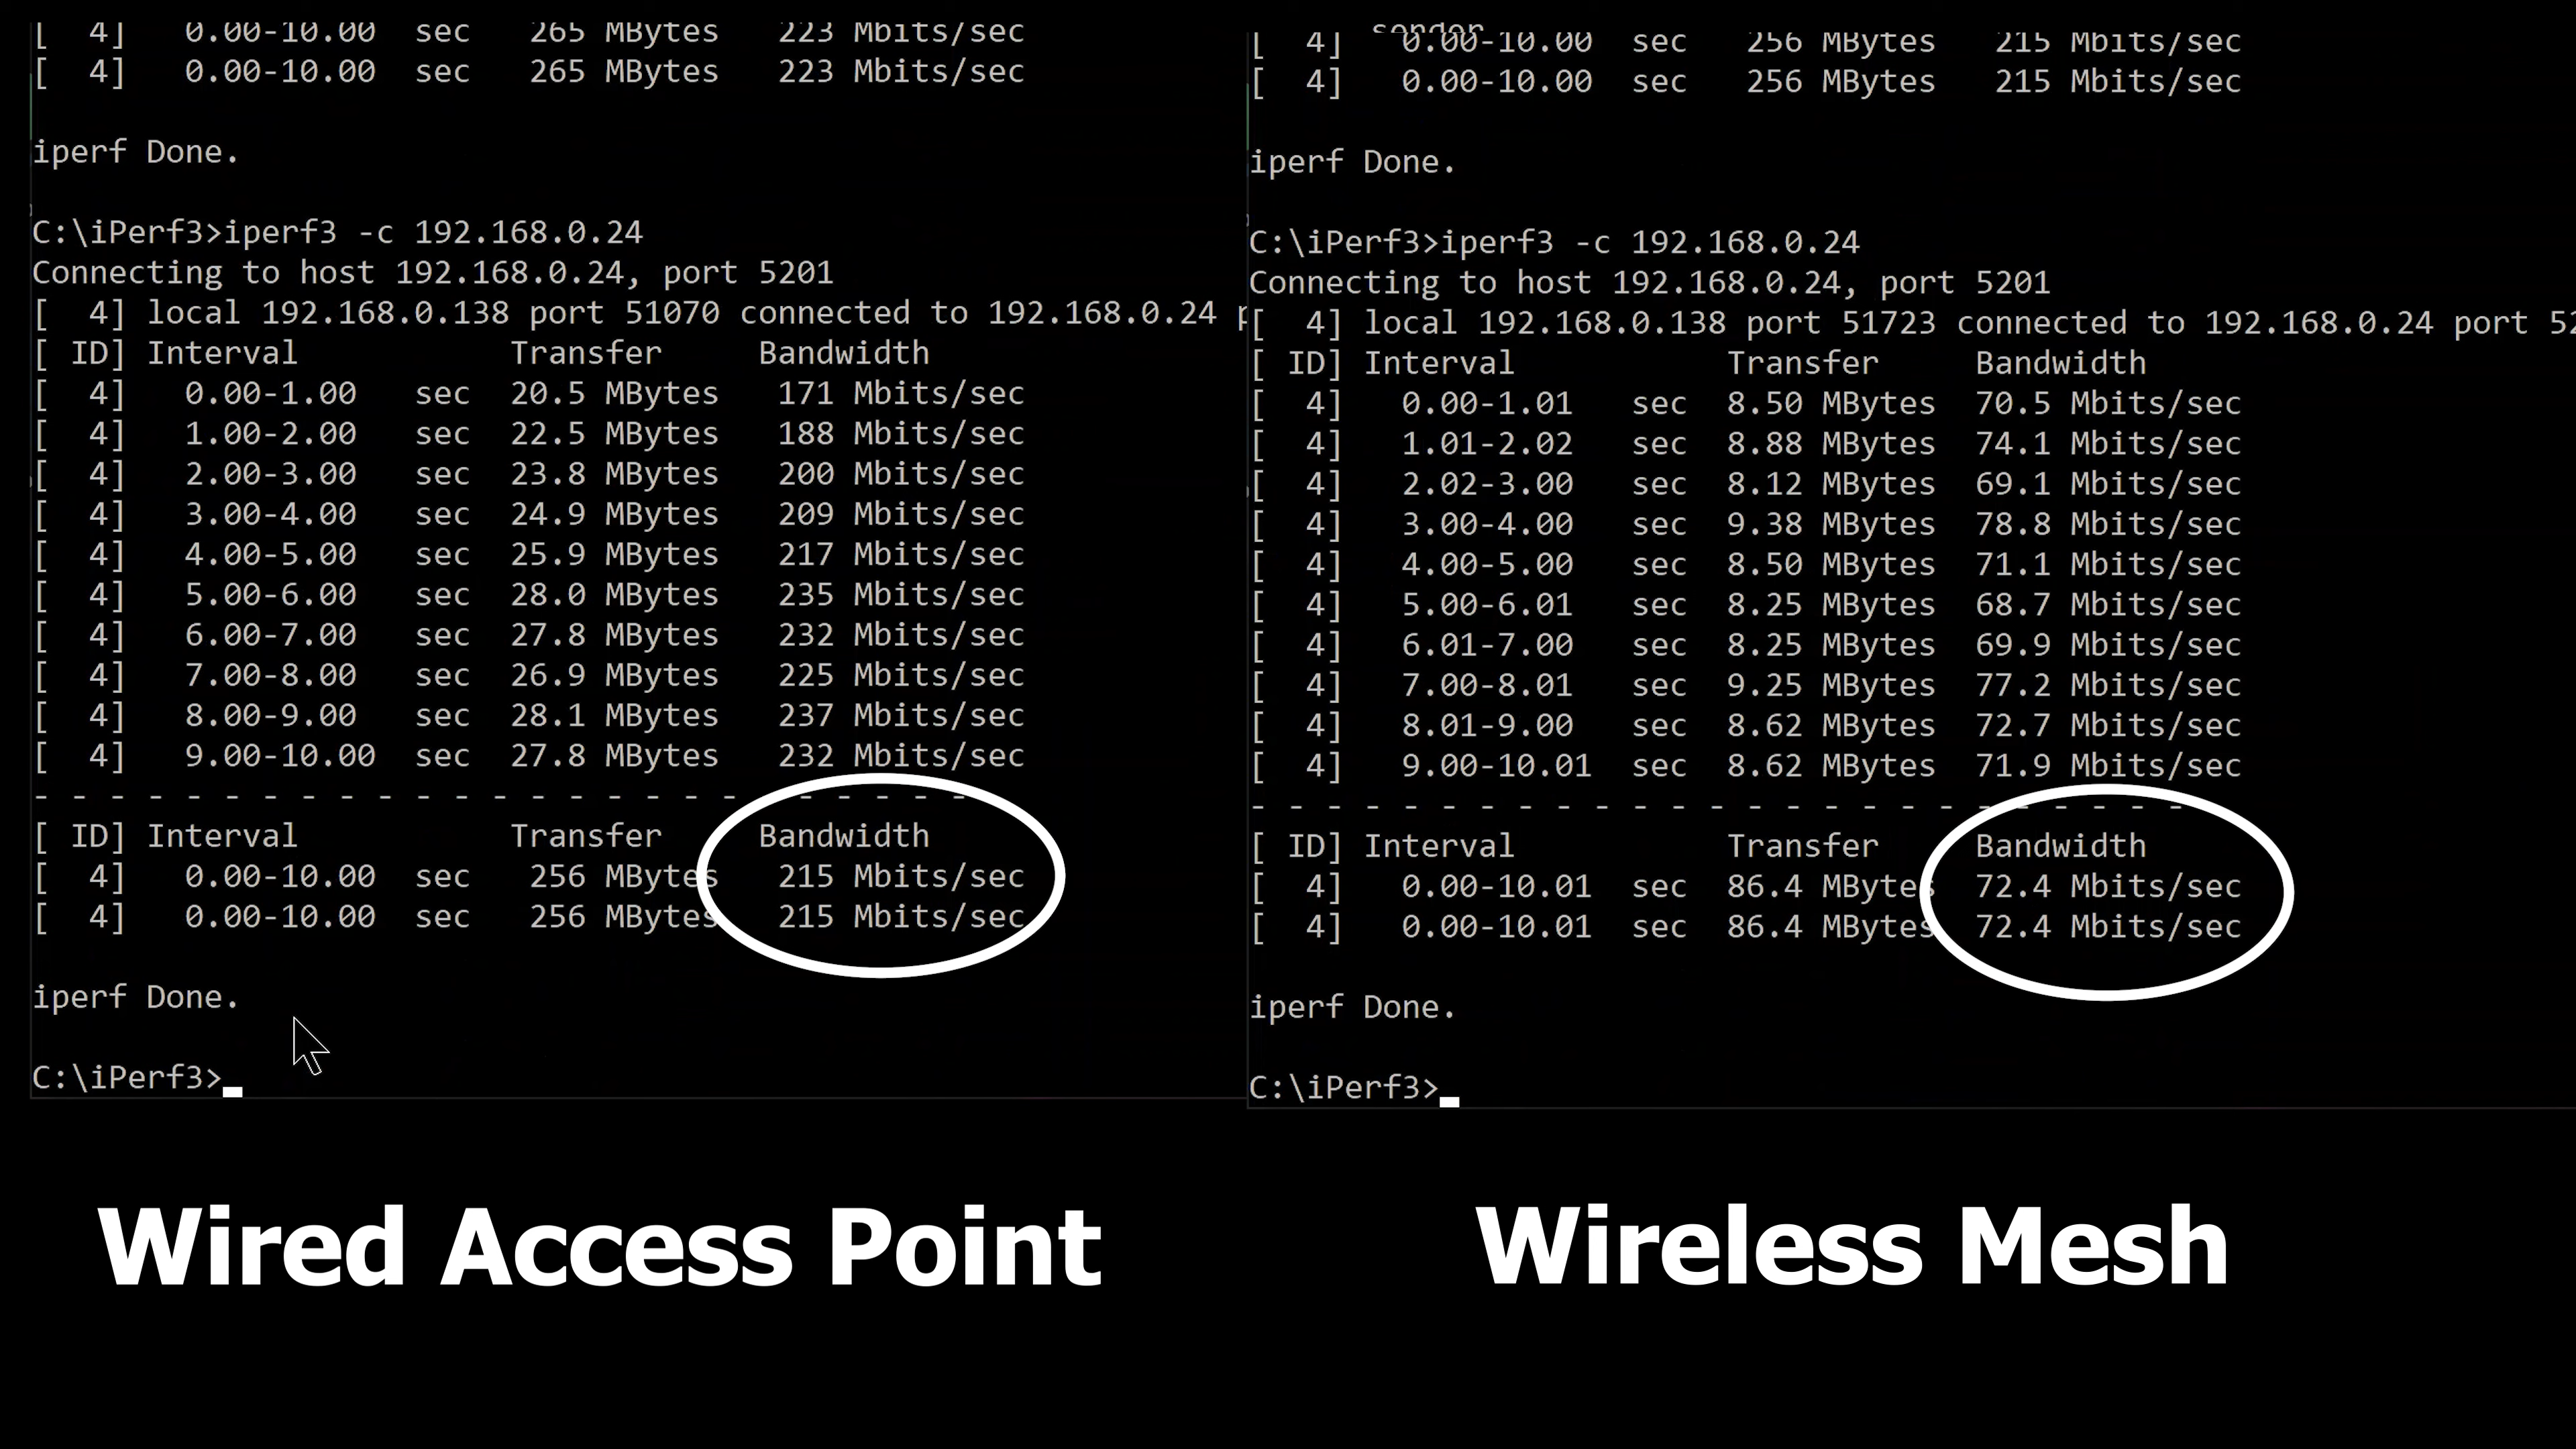 [  4]   0.00-10.00  sec   265 MBytes   223 Mbits/sec
[  4]   0.00-10.00  sec   265 MBytes   223 Mbits/sec
iperf Done.
C:\iPerf3>iperf3 -c 192.168.0.24
Connecting to host 192.168.0.24, port 5201
[  4] local 192.168.0.138 port 51070 connected to 192.168.0.24 p
[ ID] Interval           Transfer     Bandwidth
[  4]   0.00-1.00   sec  20.5 MBytes   171 Mbits/sec
[  4]   1.00-2.00   sec  22.5 MBytes   188 Mbits/sec
[  4]   2.00-3.00   sec  23.8 MBytes   200 Mbits/sec
[  4]   3.00-4.00   sec  24.9 MBytes   209 Mbits/sec
[  4]   4.00-5.00   sec  25.9 MBytes   217 Mbits/sec
[  4]   5.00-6.00   sec  28.0 MBytes   235 Mbits/sec
[  4]   6.00-7.00   sec  27.8 MBytes   232 Mbits/sec
[  4]   7.00-8.00   sec  26.9 MBytes   225 Mbits/sec
[  4]   8.00-9.00   sec  28.1 MBytes   237 Mbits/sec
[  4]   9.00-10.00  sec  27.8 MBytes   232 Mbits/sec
- - - - - - - - - - - - - - - - - - - - - - - - -
[ ID] Interval           Transfer     Bandwidth
[  4]   0.00-10.00  sec   256 MBytes   215 Mbits/sec
[  4]   0.00-10.00  sec   256 MBytes   215 Mbits/sec
iperf Done.
C:\iPerf3>_
Wired Access Point
sender
[  4]   0.00-10.00  sec   256 MBytes   215 Mbits/sec
[  4]   0.00-10.00  sec   256 MBytes   215 Mbits/sec
iperf Done.
C:\iPerf3>iperf3 -c 192.168.0.24
Connecting to host 192.168.0.24, port 5201
[  4] local 192.168.0.138 port 51723 connected to 192.168.0.24 port 52
[ ID] Interval           Transfer     Bandwidth
[  4]   0.00-1.01   sec  8.50 MBytes  70.5 Mbits/sec
[  4]   1.01-2.02   sec  8.88 MBytes  74.1 Mbits/sec
[  4]   2.02-3.00   sec  8.12 MBytes  69.1 Mbits/sec
[  4]   3.00-4.00   sec  9.38 MBytes  78.8 Mbits/sec
[  4]   4.00-5.00   sec  8.50 MBytes  71.1 Mbits/sec
[  4]   5.00-6.01   sec  8.25 MBytes  68.7 Mbits/sec
[  4]   6.01-7.00   sec  8.25 MBytes  69.9 Mbits/sec
[  4]   7.00-8.01   sec  9.25 MBytes  77.2 Mbits/sec
[  4]   8.01-9.00   sec  8.62 MBytes  72.7 Mbits/sec
[  4]   9.00-10.01  sec  8.62 MBytes  71.9 Mbits/sec
- - - - - - - - - - - - - - - - - - - - - - - - -
[ ID] Interval           Transfer     Bandwidth
[  4]   0.00-10.01  sec  86.4 MBytes  72.4 Mbits/sec
[  4]   0.00-10.01  sec  86.4 MBytes  72.4 Mbits/sec
iperf Done.
C:\iPerf3>_
Wireless Mesh